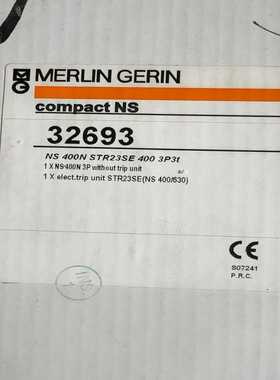 MERLIN GERIN
compact NS
32693
NS 400N STR23SE 400 3P3t
1 X NS400N 3P without trip unit
1 X elect.trip unit STR23SE(NS 400/630)
CE
S07241
P.R.C.